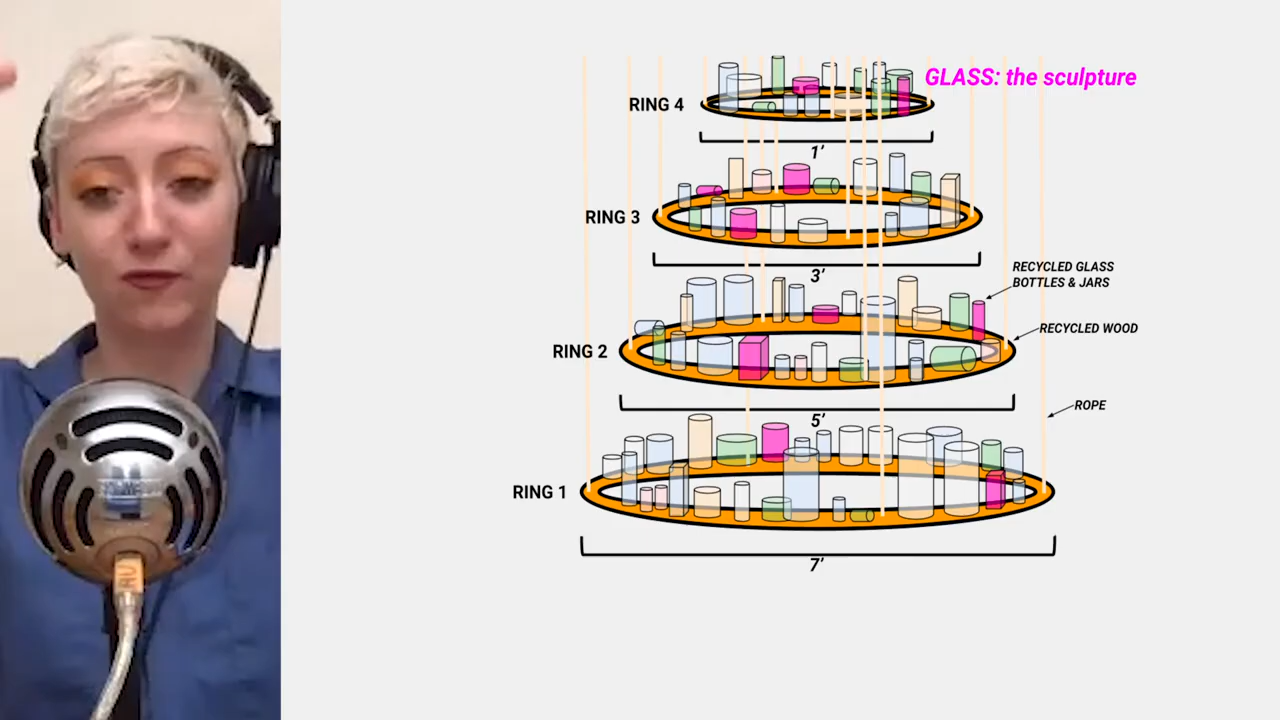 GLASS: the sculpture
RING 4
1’
RING 3
3’
RECYCLED GLASS
BOTTLES & JARS
RECYCLED WOOD
RING 2
ROPE
5’
RING 1
7’